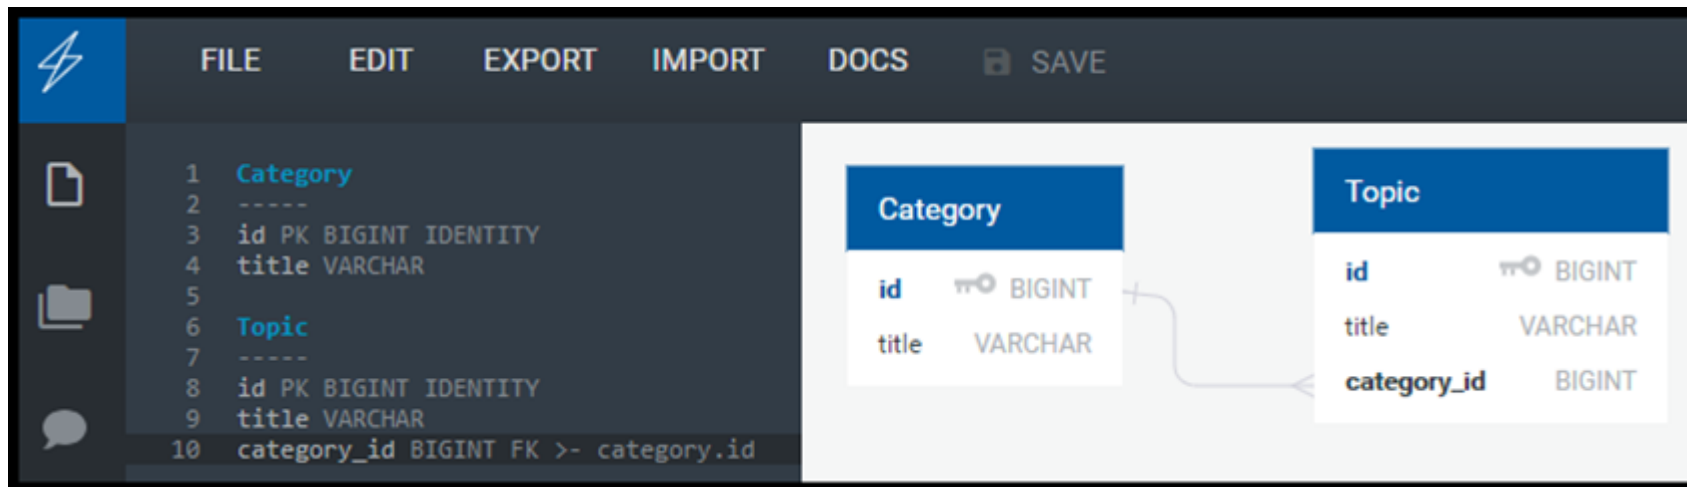 FILE EDIT EXPORT IMPORT DOCS SAVE
1 Category
2 -----
3 id PK BIGINT IDENTITY
4 title VARCHAR
5
6 Topic
7 -----
8 id PK BIGINT IDENTITY
9 title VARCHAR
10 category_id BIGINT FK >- category.id
Category
id BIGINT
title VARCHAR
Topic
id BIGINT
title VARCHAR
category_id BIGINT